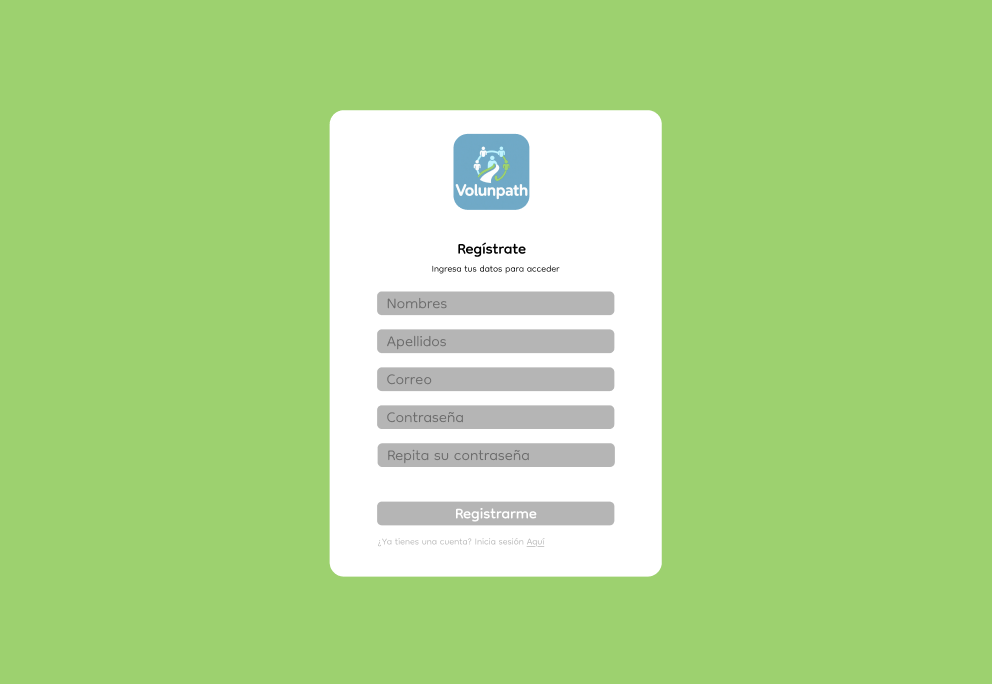 Volunpath
Regístrate
Ingresa tus datos para acceder
Nombres
Apellidos
Correo
Contraseña
Repita su contraseña
Registrarme
¿Ya tienes una cuenta? Inicia sesión Aquí